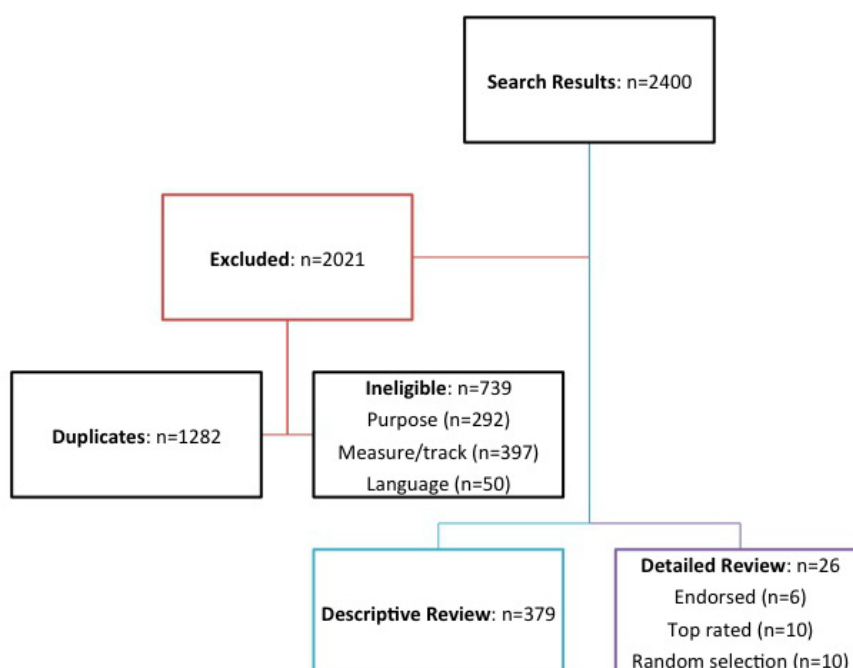 Search Results: n=2400
Excluded: n=2021
Duplicates: n=1282
Ineligible: n=739
Purpose (n=292)
Measure/track (n=397)
Language (n=50)
Descriptive Review: n=379
Detailed Review: n=26
Endorsed (n=6)
Top rated (n=10)
Random selection (n=10)